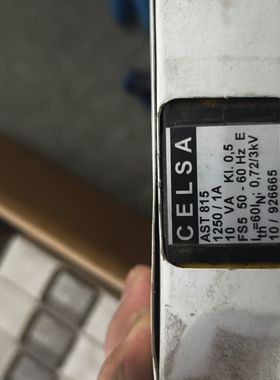 CELSA
AST 815
1250 / 1A
10 VA Kl. 0,5
FS5 50 - 60 Hz E
Ith=60IN; 0,72/3kV
10 / 926665